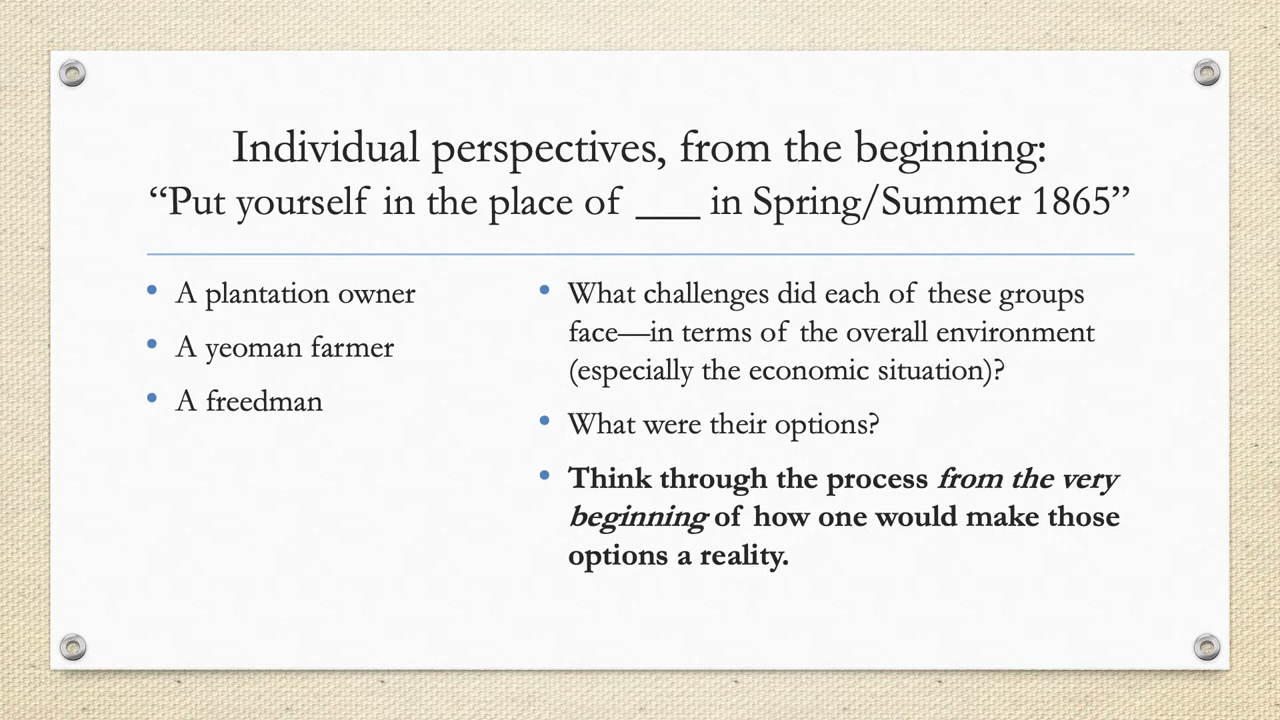 Individual perspectives, from the beginning:
“Put yourself in the place of ___ in Spring/Summer 1865”
• A plantation owner
• A yeoman farmer
• A freedman
• What challenges did each of these groups
face—in terms of the overall environment
(especially the economic situation)?
• What were their options?
• Think through the process from the very
beginning of how one would make those
options a reality.